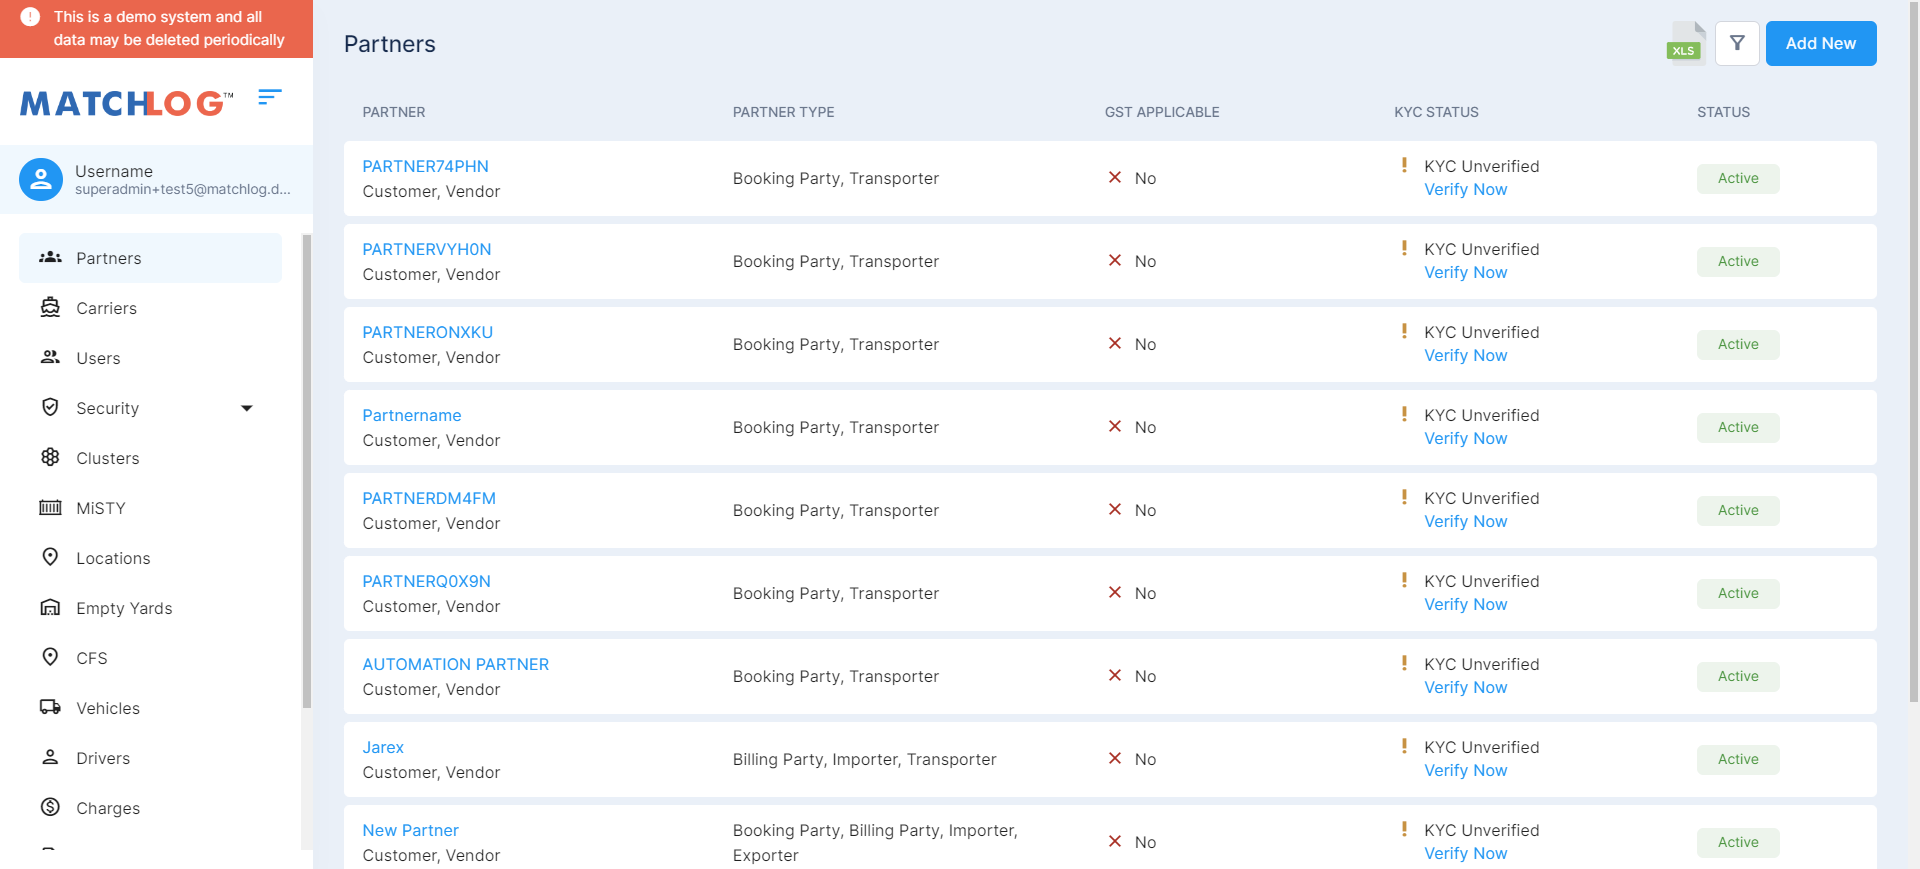 This is a demo system and all
data may be deleted periodically
MATCHLOG™
Username
superadmin+test5@matchlog.d...
Partners
Carriers
Users
Security
Clusters
MiSTY
Locations
Empty Yards
CFS
Vehicles
Drivers
Charges
Partners
XLS
Add New
PARTNER PARTNER TYPE GST APPLICABLE KYC STATUS STATUS
PARTNER74PHN
Customer, Vendor
Booking Party, Transporter
No
KYC Unverified
Verify Now
Active
PARTNERVYH0N
Customer, Vendor
Booking Party, Transporter
No
KYC Unverified
Verify Now
Active
PARTNERONXKU
Customer, Vendor
Booking Party, Transporter
No
KYC Unverified
Verify Now
Active
Partnername
Customer, Vendor
Booking Party, Transporter
No
KYC Unverified
Verify Now
Active
PARTNERDM4FM
Customer, Vendor
Booking Party, Transporter
No
KYC Unverified
Verify Now
Active
PARTNERQ0X9N
Customer, Vendor
Booking Party, Transporter
No
KYC Unverified
Verify Now
Active
AUTOMATION PARTNER
Customer, Vendor
Booking Party, Transporter
No
KYC Unverified
Verify Now
Active
Jarex
Customer, Vendor
Billing Party, Importer, Transporter
No
KYC Unverified
Verify Now
Active
New Partner
Customer, Vendor
Booking Party, Billing Party, Importer,
Exporter
No
KYC Unverified
Verify Now
Active